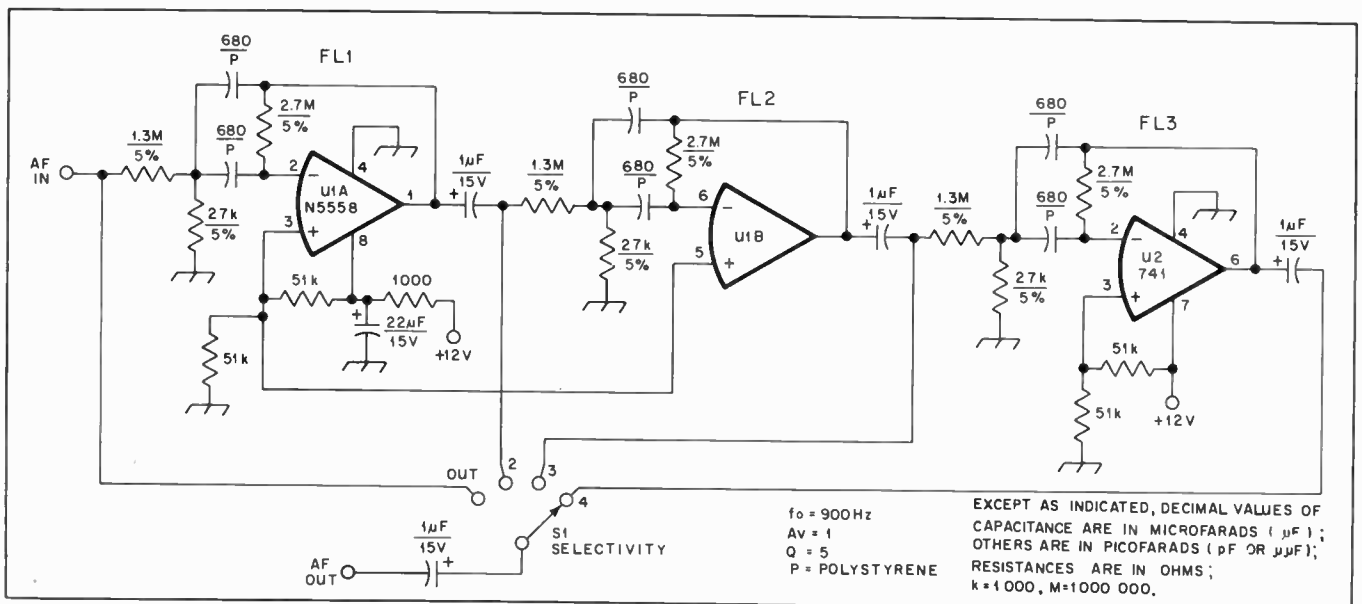 FL1
680
P
2.7M
5%
1.3M
5%
680
P
AF
IN
27k
5%
2
−
4
U1A
N5558
1
3
+
8
51k
1000
+
22µF
15V
+12V
51k
1µF
15V
+
FL2
680
P
2.7M
5%
1.3M
5%
680
P
27k
5%
6
−
U1B
5
+
1µF
15V
+
FL3
680
P
2.7M
5%
1.3M
5%
680
P
27k
5%
2
−
4
U2
741
6
3
+
7
51k
+12V
51k
1µF
15V
+
OUT
2
3
4
S1
SELECTIVITY
1µF
15V
+
AF
OUT
fo = 900Hz
Av = 1
Q = 5
P = POLYSTYRENE
EXCEPT AS INDICATED, DECIMAL VALUES OF
CAPACITANCE ARE IN MICROFARADS (µF);
OTHERS ARE IN PICOFARADS (pF OR µµF);
RESISTANCES ARE IN OHMS;
k=1000, M=1000 000.